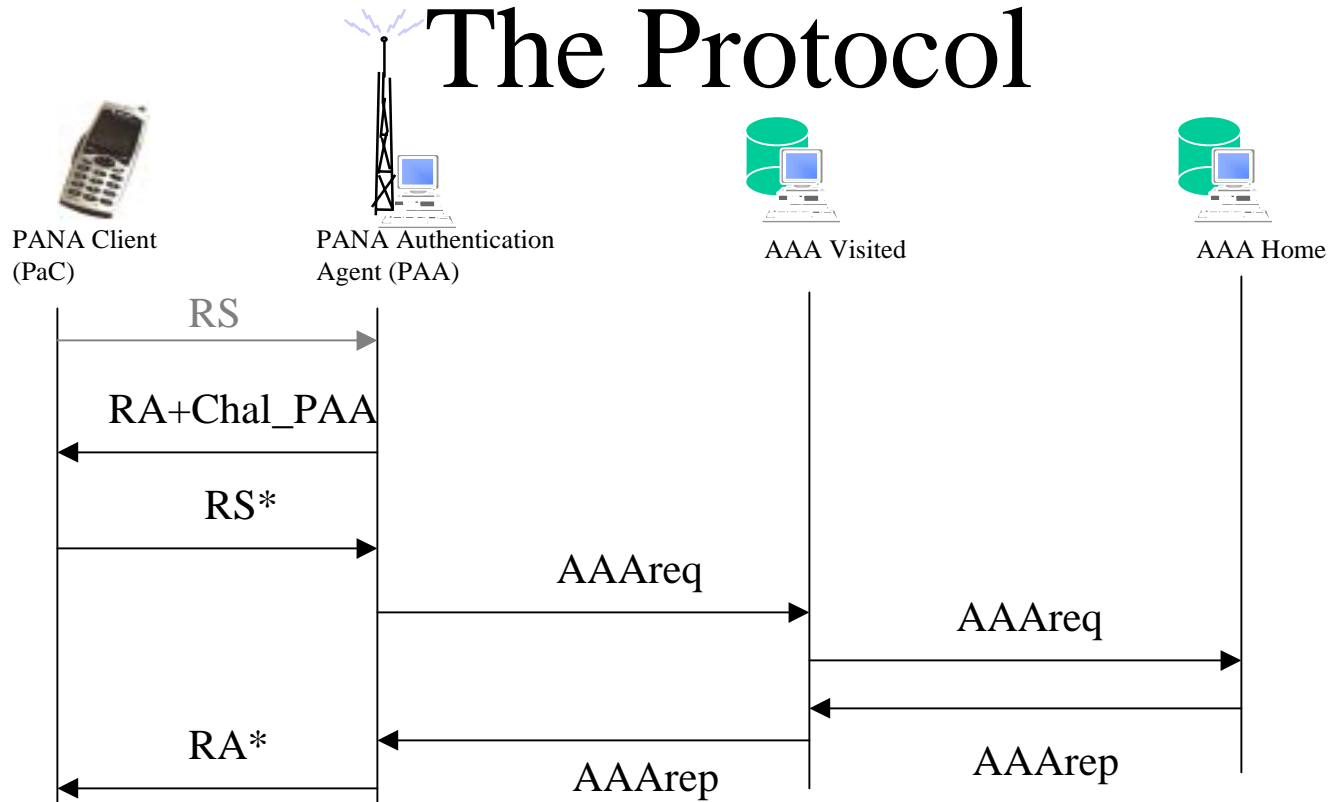 The Protocol
PANA Client
(PaC)
PANA Authentication
Agent (PAA)
AAA Visited
AAA Home
RS
RA+Chal_PAA
RS*
AAAreq
AAAreq
RA*
AAArep
AAArep